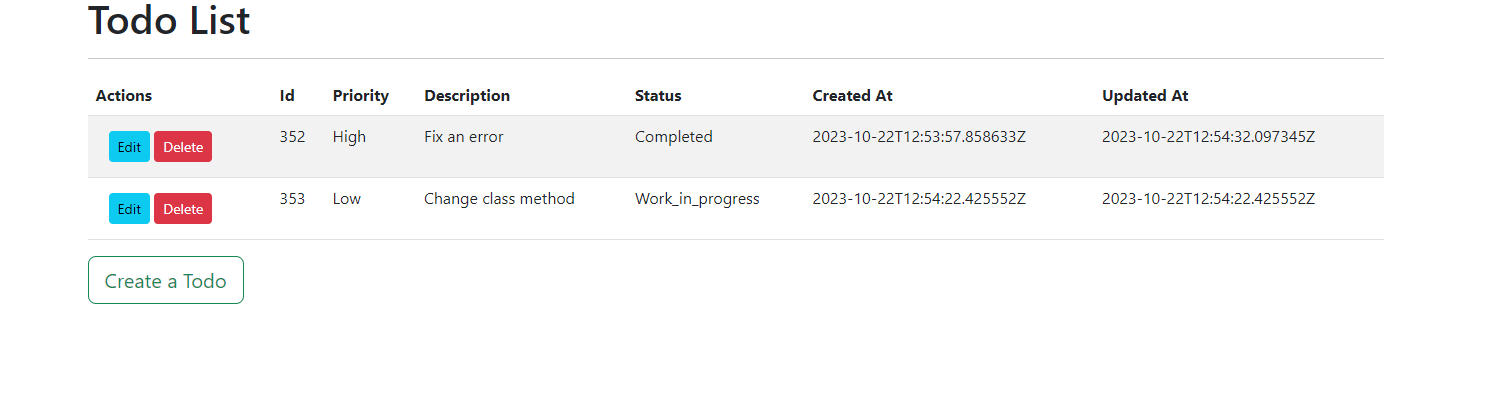 Todo List
Actions Id Priority Description Status Created At Updated At
Edit Delete 352 High Fix an error Completed 2023-10-22T12:53:57.858633Z 2023-10-22T12:54:32.097345Z
Edit Delete 353 Low Change class method Work_in_progress 2023-10-22T12:54:22.425552Z 2023-10-22T12:54:22.425552Z
Create a Todo